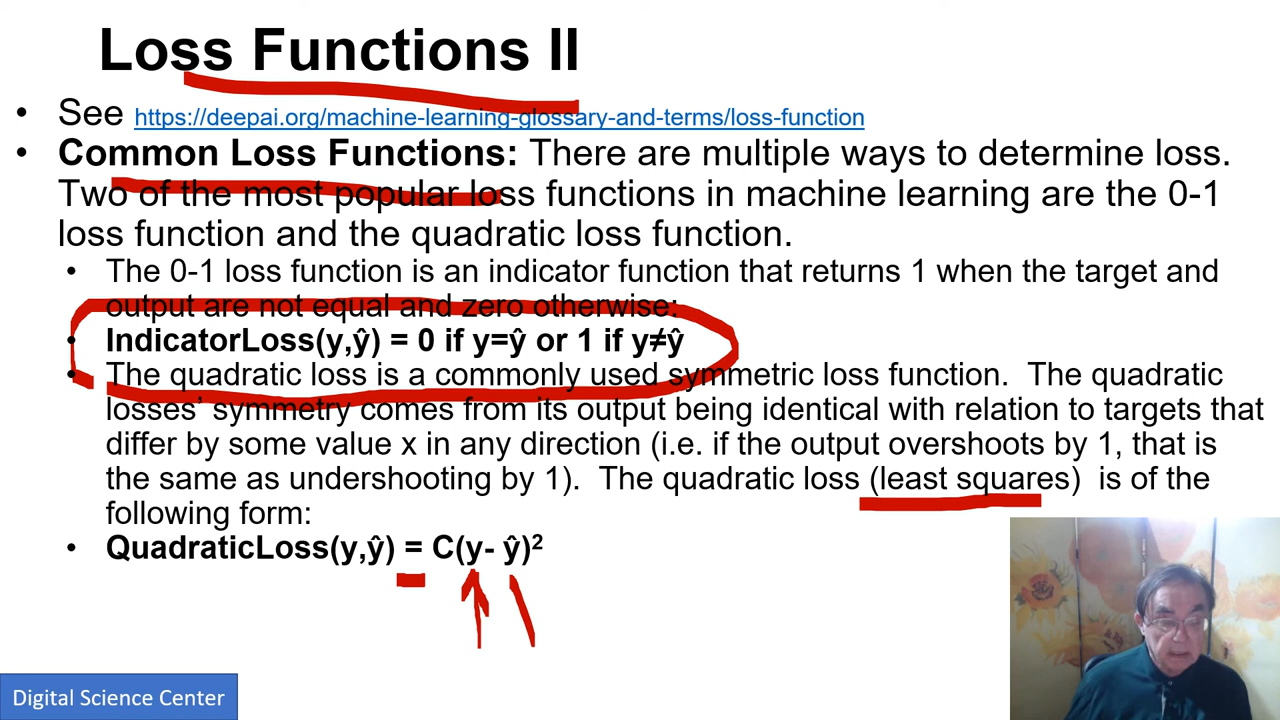 Loss Functions II
• See https://deepai.org/machine-learning-glossary-and-terms/loss-function
• Common Loss Functions: There are multiple ways to determine loss.
Two of the most popular loss functions in machine learning are the 0-1
loss function and the quadratic loss function.
• The 0-1 loss function is an indicator function that returns 1 when the target and
output are not equal and zero otherwise:
• IndicatorLoss(y,ŷ) = 0 if y=ŷ or 1 if y≠ŷ
• The quadratic loss is a commonly used symmetric loss function. The quadratic
losses’ symmetry comes from its output being identical with relation to targets that
differ by some value x in any direction (i.e. if the output overshoots by 1, that is
the same as undershooting by 1). The quadratic loss (least squares) is of the
following form:
• QuadraticLoss(y,ŷ) = C(y- ŷ)²
Digital Science Center